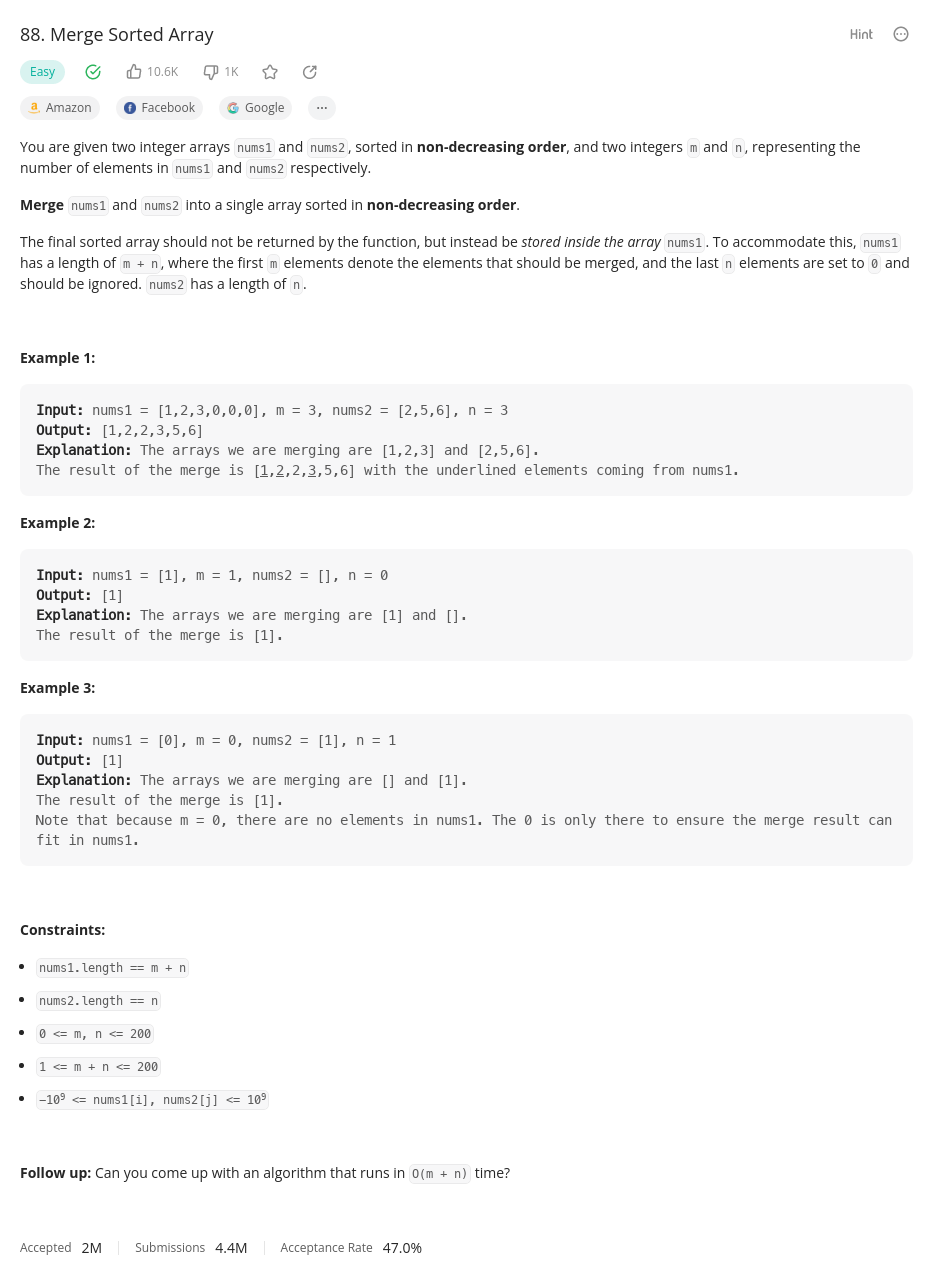 88. Merge Sorted Array
Hint
Easy
10.6K
1K
Amazon
Facebook
Google
You are given two integer arrays nums1 and nums2, sorted in non-decreasing order, and two integers m and n, representing the
number of elements in nums1 and nums2 respectively.
Merge nums1 and nums2 into a single array sorted in non-decreasing order.
The final sorted array should not be returned by the function, but instead be stored inside the array nums1. To accommodate this, nums1
has a length of m + n, where the first m elements denote the elements that should be merged, and the last n elements are set to 0 and
should be ignored. nums2 has a length of n.
Example 1:
Input: nums1 = [1,2,3,0,0,0], m = 3, nums2 = [2,5,6], n = 3
Output: [1,2,2,3,5,6]
Explanation: The arrays we are merging are [1,2,3] and [2,5,6].
The result of the merge is [1,2,2,3,5,6] with the underlined elements coming from nums1.
Example 2:
Input: nums1 = [1], m = 1, nums2 = [], n = 0
Output: [1]
Explanation: The arrays we are merging are [1] and [].
The result of the merge is [1].
Example 3:
Input: nums1 = [0], m = 0, nums2 = [1], n = 1
Output: [1]
Explanation: The arrays we are merging are [] and [1].
The result of the merge is [1].
Note that because m = 0, there are no elements in nums1. The 0 is only there to ensure the merge result can
fit in nums1.
Constraints:
nums1.length == m + n
nums2.length == n
0 <= m, n <= 200
1 <= m + n <= 200
−10⁹ <= nums1[i], nums2[j] <= 10⁹
Follow up: Can you come up with an algorithm that runs in O(m + n) time?
Accepted 2M Submissions 4.4M Acceptance Rate 47.0%